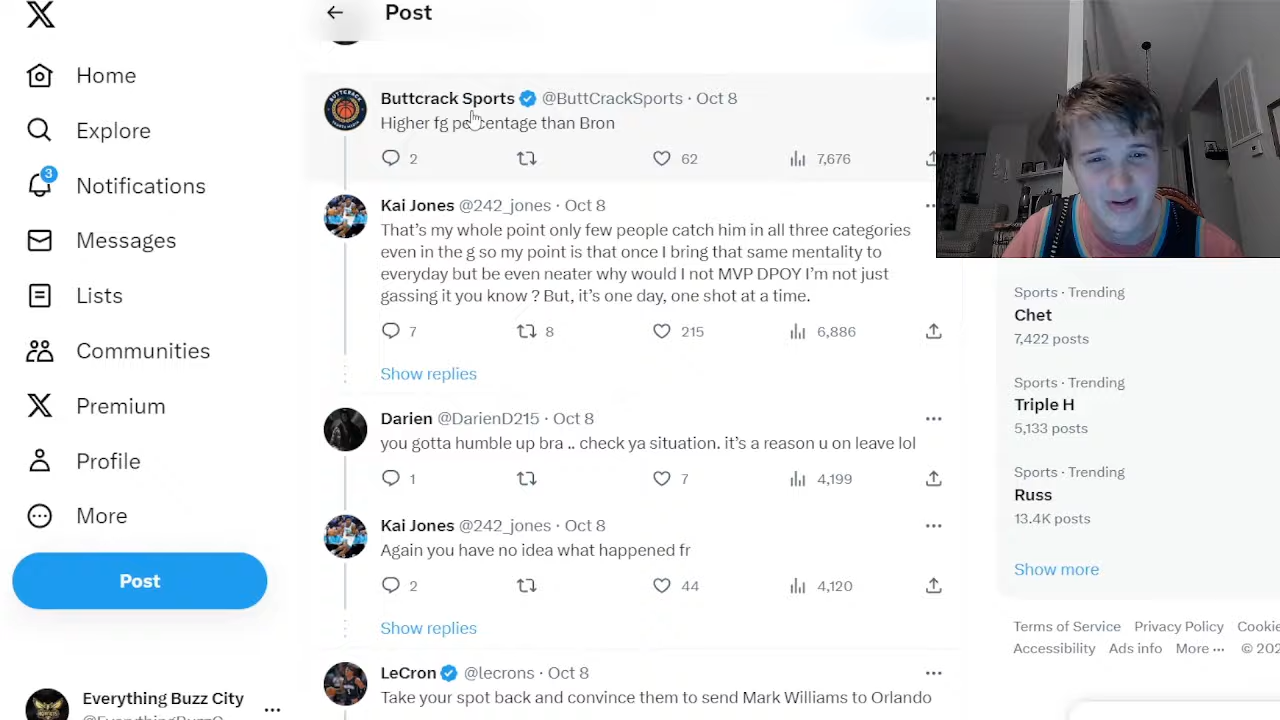 Post
Home
Explore
3
Notifications
Messages
Lists
Communities
Premium
Profile
More
Post
Everything Buzz City
Buttcrack Sports @ButtCrackSports · Oct 8
Higher fg percentage than Bron
2 62 7,676
Kai Jones @242_jones · Oct 8
That's my whole point only few people catch him in all three categories
even in the g so my point is that once I bring that same mentality to
everyday but be even neater why would I not MVP DPOY I'm not just
gassing it you know ? But, it's one day, one shot at a time.
7 8 215 6,886
Show replies
Darien @DarienD215 · Oct 8
you gotta humble up bra .. check ya situation. it's a reason u on leave lol
1 7 4,199
Kai Jones @242_jones · Oct 8
Again you have no idea what happened fr
2 44 4,120
Show replies
LeCron @lecrons · Oct 8
Take your spot back and convince them to send Mark Williams to Orlando
Sports · Trending
Chet
7,422 posts
Sports · Trending
Triple H
5,133 posts
Sports · Trending
Russ
13.4K posts
Show more
Terms of Service Privacy Policy Cookie
Accessibility Ads info More ··· © 202